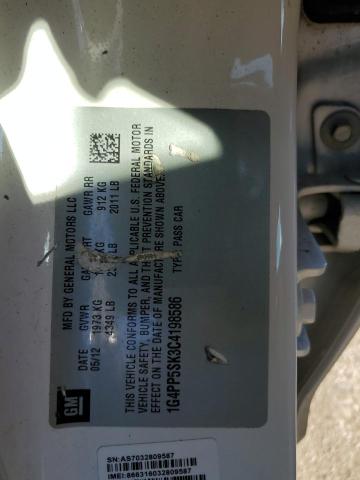 MFD BY GENERAL MOTORS LLC
DATE GVWR GAWR RR
05/12 1973 KG 912 KG
4349 LB 2011 LB
THIS VEHICLE CONFORMS TO ALL APPLICABLE U.S. FEDERAL MOTOR
VEHICLE SAFETY, BUMPER, AND THEFT PREVENTION STANDARDS IN
EFFECT ON THE DATE OF MANUFACTURE SHOWN ABOVE.
1G4PP5SK3C4198586 TYPE: PASS CAR
GM
SN:AS7032809587
IMEI:866316032809587